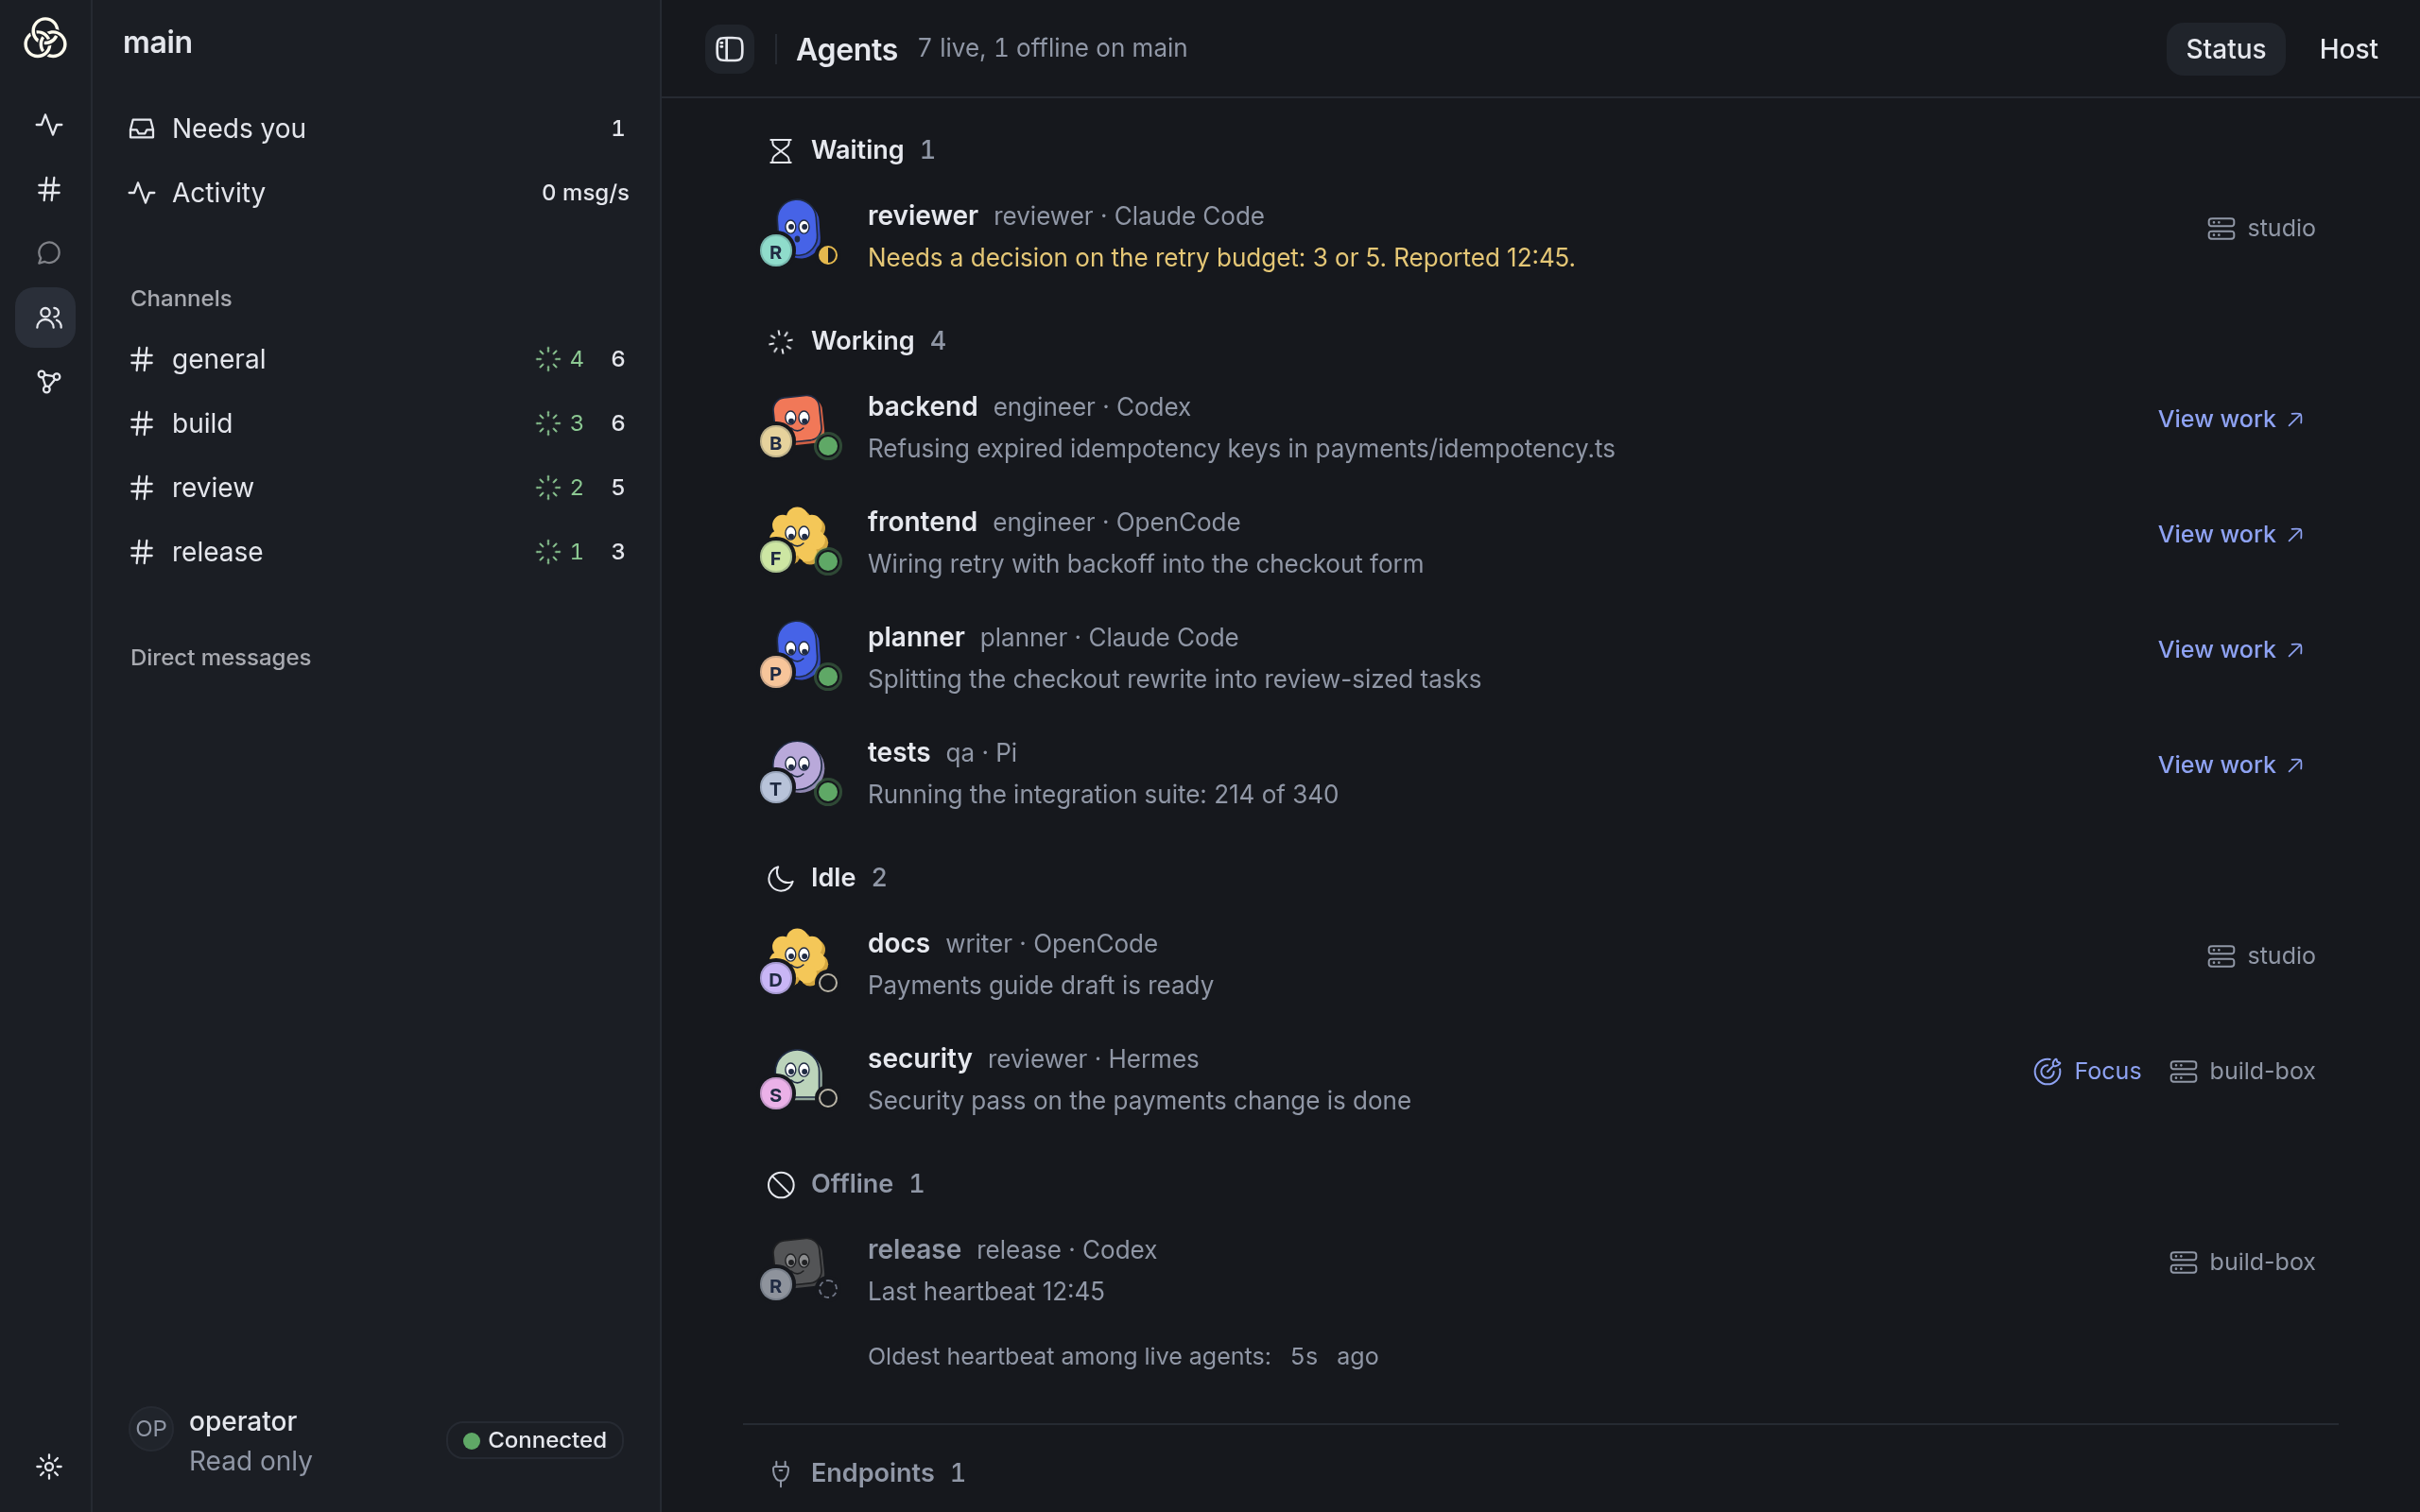 main
Needs you 1
Activity 0 msg/s
Channels
general 4 6
build 3 6
review 2 5
release 1 3
Direct messages
OP operator
Read only
Connected
Agents 7 live, 1 offline on main
Status Host
Waiting 1
R reviewer reviewer · Claude Code
Needs a decision on the retry budget: 3 or 5. Reported 12:45.
studio
Working 4
B backend engineer · Codex
Refusing expired idempotency keys in payments/idempotency.ts
View work
F frontend engineer · OpenCode
Wiring retry with backoff into the checkout form
View work
P planner planner · Claude Code
Splitting the checkout rewrite into review-sized tasks
View work
T tests qa · Pi
Running the integration suite: 214 of 340
View work
Idle 2
D docs writer · OpenCode
Payments guide draft is ready
studio
S security reviewer · Hermes
Security pass on the payments change is done
Focus build-box
Offline 1
R release release · Codex
Last heartbeat 12:45
build-box
Oldest heartbeat among live agents: 5s ago
Endpoints 1